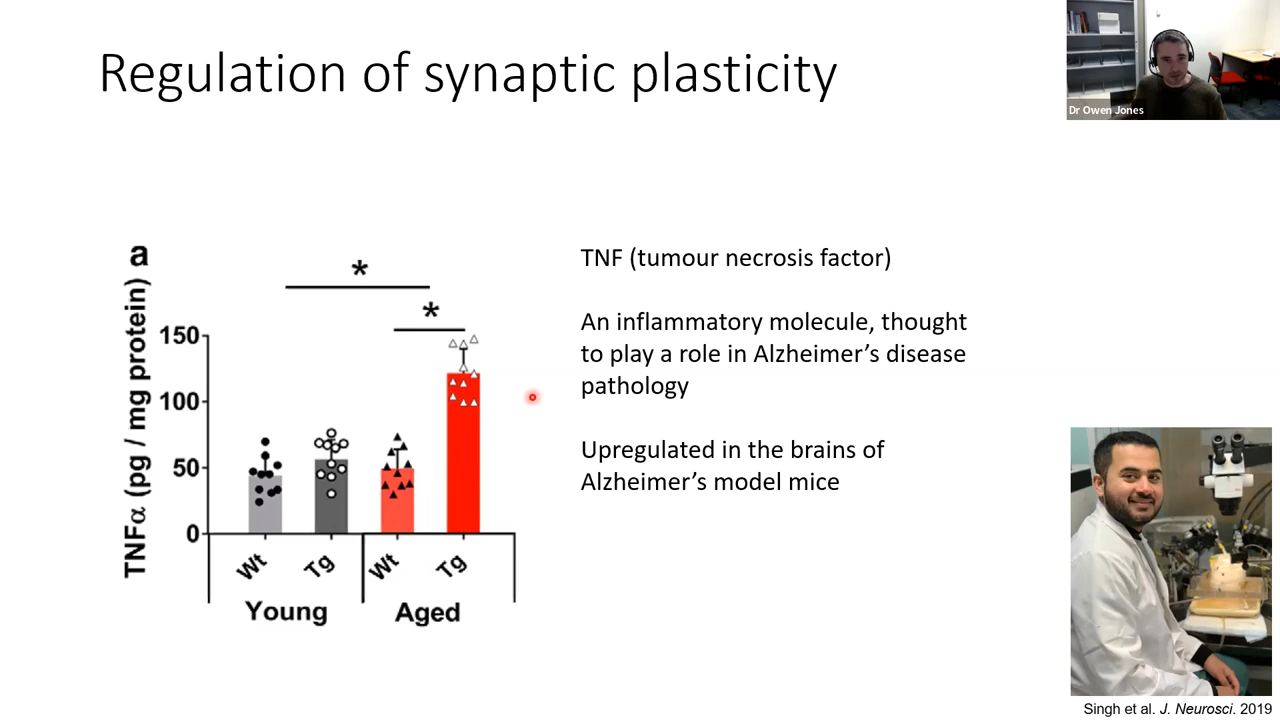 Regulation of synaptic plasticity
Dr Owen Jones
a
*
*
TNFα (pg / mg protein)
150
100
50
0
Wt
Tg
Wt
Tg
Young
Aged
TNF (tumour necrosis factor)
An inflammatory molecule, thought
to play a role in Alzheimer’s disease
pathology
Upregulated in the brains of
Alzheimer’s model mice
Singh et al. J. Neurosci. 2019